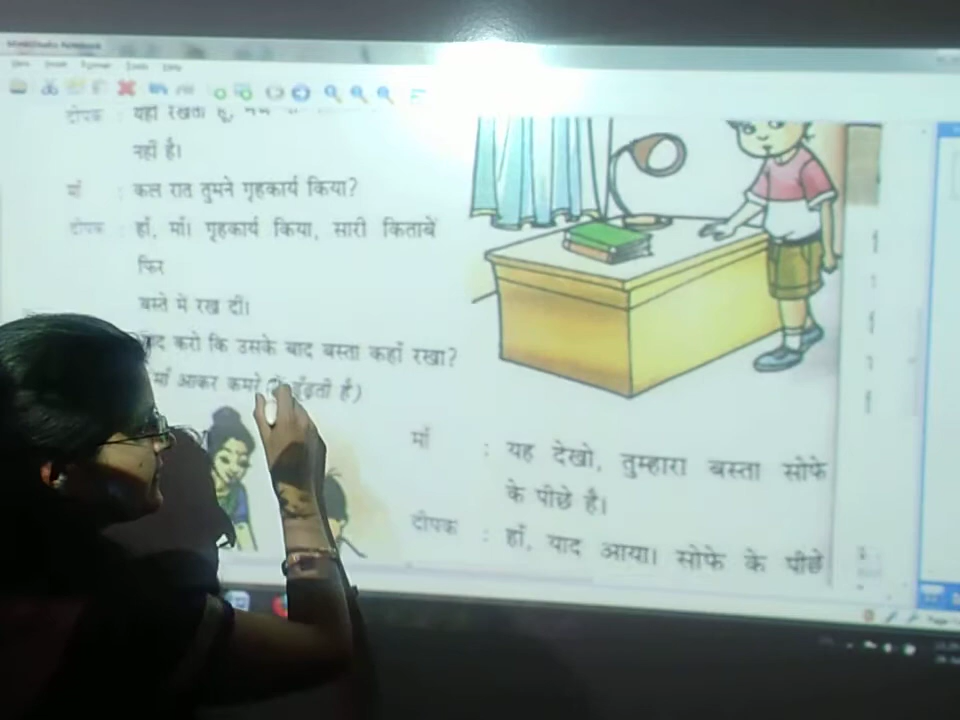 दीपक : यहाँ रखता हूँ,
नहीं है।
माँ : कल रात तुमने गृहकार्य किया?
दीपक : हाँ, माँ। गृहकार्य किया, सारी किताबें
फिर
बस्ते में रख दीं।
याद करो कि उसके बाद बस्ता कहाँ रखा?
माँ आकर कमरे ढूँढ़ती है)
माँ : यह देखो, तुम्हारा बस्ता सोफे
के पीछे है।
दीपक : हाँ, याद आया। सोफे के पीछे